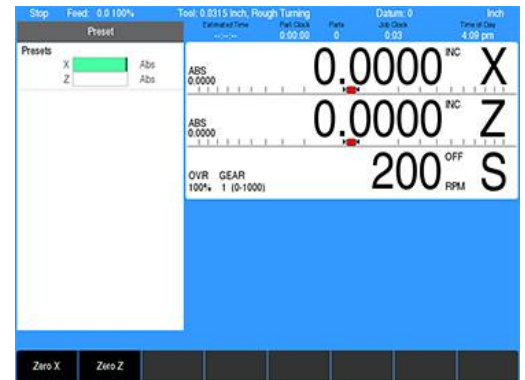 Stop Feed: 0.0 100% Tool: 0.0315 Inch, Rough Turning Datum: 0 Inch
Estimated Time Part Clock Parts Job Clock Time of Day
--:--:-- 0:00:00 0 0:03 4:09 pm
Preset
Presets
X Abs
Z Abs
ABS
0.0000
0.0000 INC X
ABS
0.0000
0.0000 INC Z
OVR GEAR
100% 1 (0-1000)
200 OFF RPM S
Zero X Zero Z